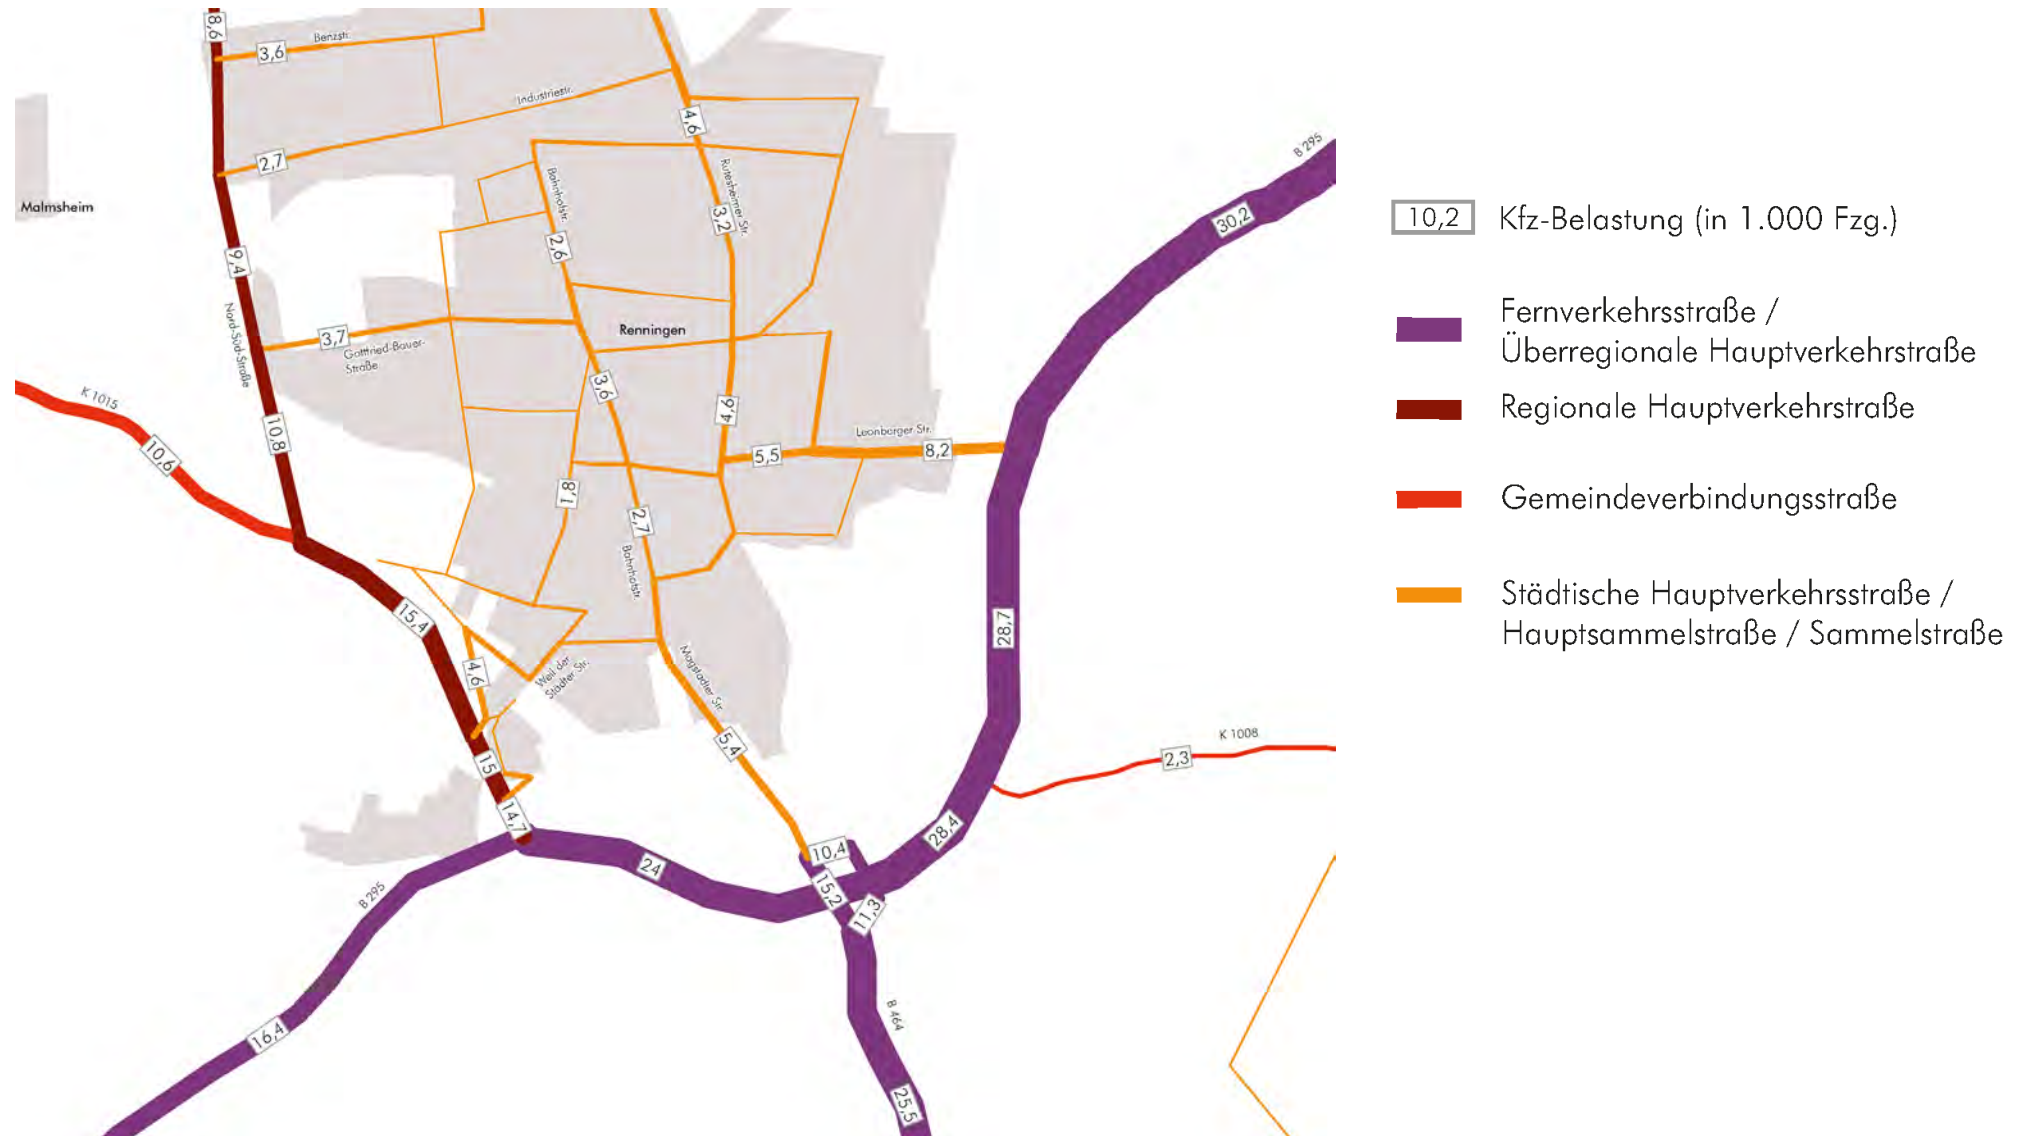 8,6
3,6
Benzstr.
Industriestr.
4,6
2,7
Bahnhofstr.
Rutesheimer Str.
B 295
Malmsheim
3,2
30,2
2,6
9,4
Nord-Süd-Straße
3,7
Gottfried-Bauer-
Straße
Renningen
K 1015
3,6
4,6
10,8
10,6
5,5
Leonberger Str.
8,2
1,8
2,7
Bahnhofstr.
15,4
28,7
4,6
Weil der
Städter Str.
Magstadter Str.
5,4
15
K 1008
2,3
14,7
28,4
10,4
24
15,2
11,3
B 295
B 464
16,4
25,5
10,2 Kfz-Belastung (in 1.000 Fzg.)
Fernverkehrsstraße /
Überregionale Hauptverkehrstraße
Regionale Hauptverkehrstraße
Gemeindeverbindungsstraße
Städtische Hauptverkehrsstraße /
Hauptsammelstraße / Sammelstraße